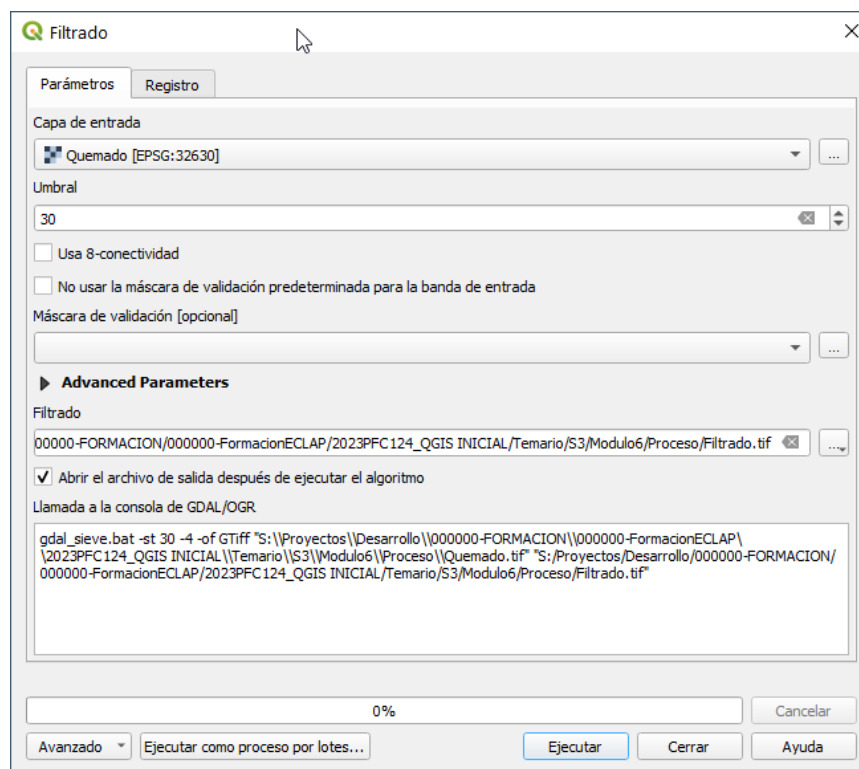 Filtrado
Parámetros
Registro
Capa de entrada
Quemado [EPSG:32630]
...
Umbral
30
Usa 8-conectividad
No usar la máscara de validación predeterminada para la banda de entrada
Máscara de validación [opcional]
...
Advanced Parameters
Filtrado
00000-FORMACION/000000-FormacionECLAP/2023PFC124_QGIS INICIAL/Temario/S3/Modulo6/Proceso/Filtrado.tif
...
Abrir el archivo de salida después de ejecutar el algoritmo
Llamada a la consola de GDAL/OGR
gdal_sieve.bat -st 30 -4 -of GTiff "S:\\Proyectos\\Desarrollo\\000000-FORMACION\\000000-FormacionECLAP\
\2023PFC124_QGIS INICIAL\\Temario\\S3\\Modulo6\\Proceso\\Quemado.tif" "S:/Proyectos/Desarrollo/000000-FORMACION/
000000-FormacionECLAP/2023PFC124_QGIS INICIAL/Temario/S3/Modulo6/Proceso/Filtrado.tif"
0%
Cancelar
Avanzado
Ejecutar como proceso por lotes...
Ejecutar
Cerrar
Ayuda